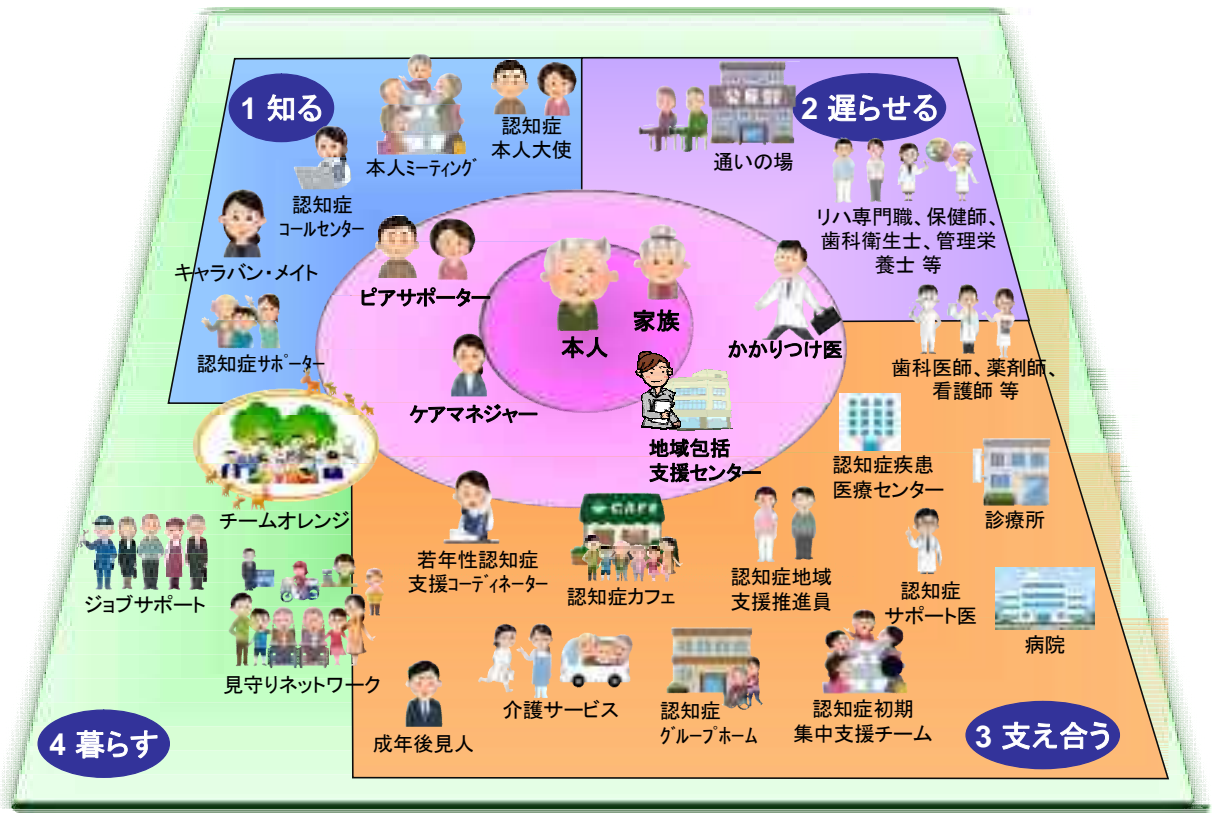 1 知る
認知症
本人大使
本人ミーティング
認知症
コールセンター
キャラバン・メイト
認知症サポーター
2 遅らせる
公民館
通いの場
リハ専門職、保健師、
歯科衛生士、管理栄
養士 等
ピアサポーター
本人
家族
かかりつけ医
ケアマネジャー
地域包括
支援センター
歯科医師、薬剤師、
看護師 等
認知症疾患
医療センター
診療所
チームオレンジ
ジョブサポート
見守りネットワーク
4 暮らす
若年性認知症
支援コーディネーター
CAFE
認知症カフェ
認知症地域
支援推進員
認知症
サポート医
病院
成年後見人
介護サービス
認知症
グループホーム
認知症初期
集中支援チーム
3 支え合う